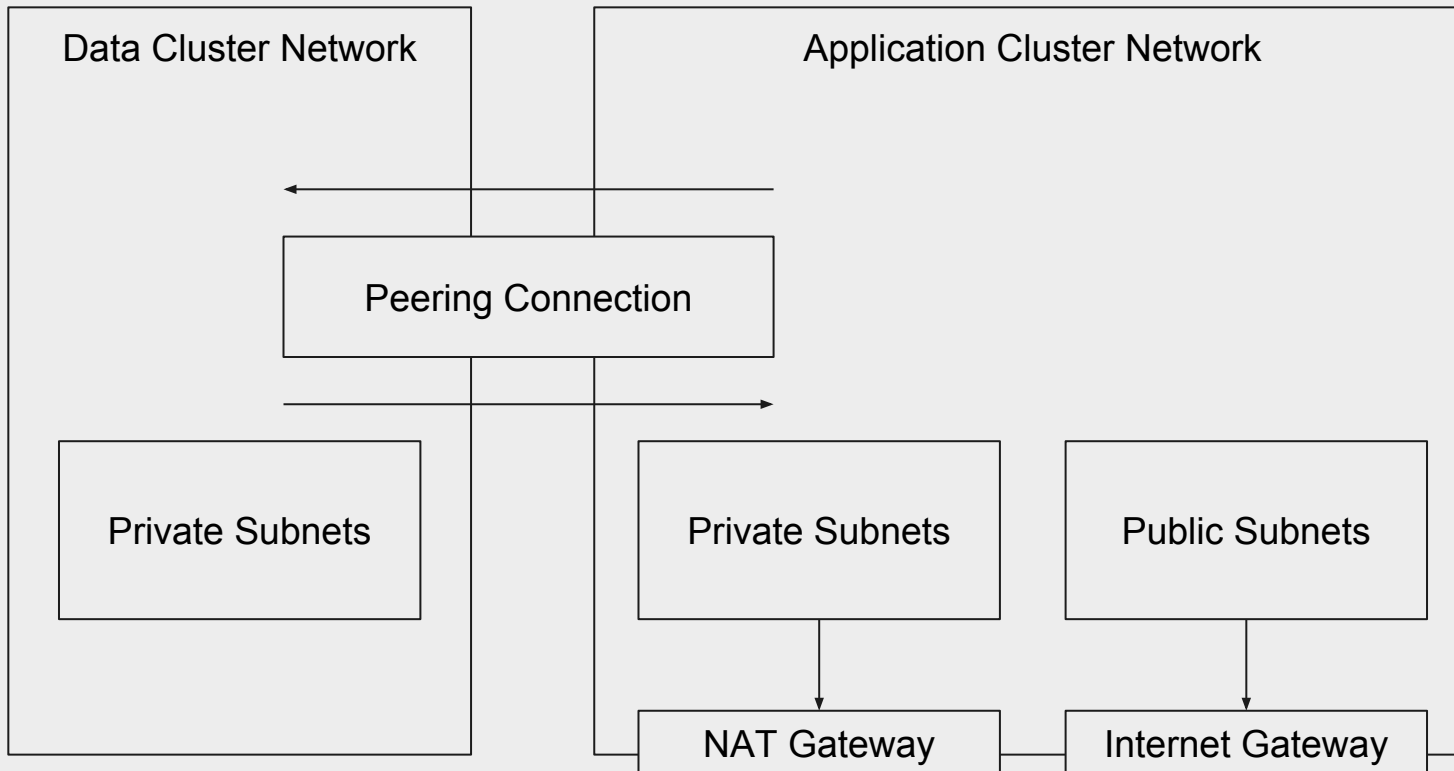 Data Cluster Network
Application Cluster Network
Peering Connection
Private Subnets
Private Subnets
Public Subnets
NAT Gateway
Internet Gateway